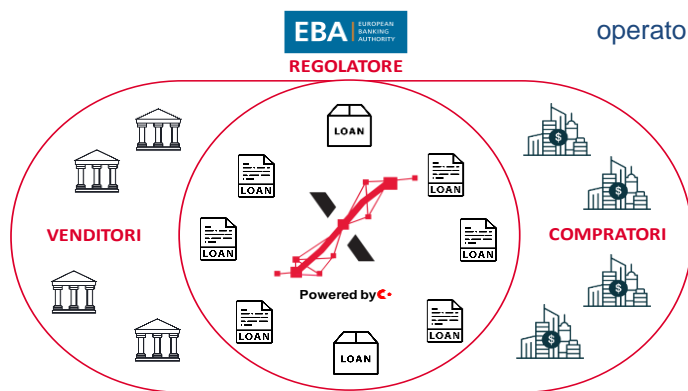 EBA EUROPEAN
BANKING
AUTHORITY
operato
REGOLATORE
LOAN
LOAN
LOAN
VENDITORI
LOAN
LOAN
COMPRATORI
Powered by
LOAN
LOAN
LOAN